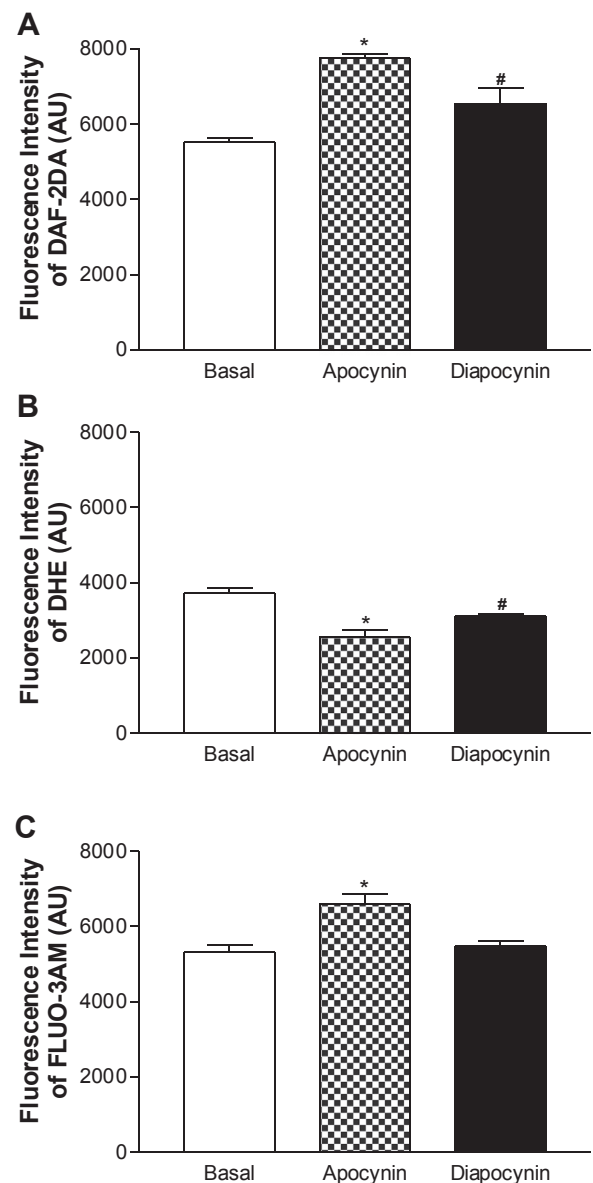 A
Fluorescence Intensity
of DAF-2DA (AU)
8000
6000
4000
2000
0
*
#
Basal Apocynin Diapocynin
B
Fluorescence Intensity
of DHE (AU)
8000
6000
4000
2000
0
*
#
Basal Apocynin Diapocynin
C
Fluorescence Intensity
of FLUO-3AM (AU)
8000
6000
4000
2000
0
*
Basal Apocynin Diapocynin